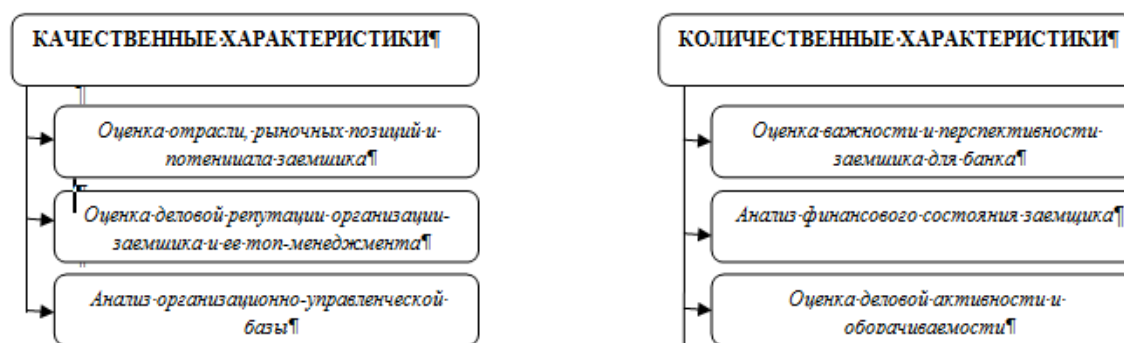 КАЧЕСТВЕННЫЕ·ХАРАКТЕРИСТИКИ¶
Оценка·отрасли,·рыночных·позиций·и·
потенциала·заемщика¶
Оценка·деловой·репутации·организации-
заемщика·и·ее·топ-менеджмента¶
Анализ·организационно-управленческой·
базы¶
КОЛИЧЕСТВЕННЫЕ·ХАРАКТЕРИСТИКИ¶
Оценка·важности·и·перспективности·
заемщика·для·банка¶
Анализ·финансового·состояния·заемщика¶
Оценка·деловой·активности·и·
оборачиваемости¶